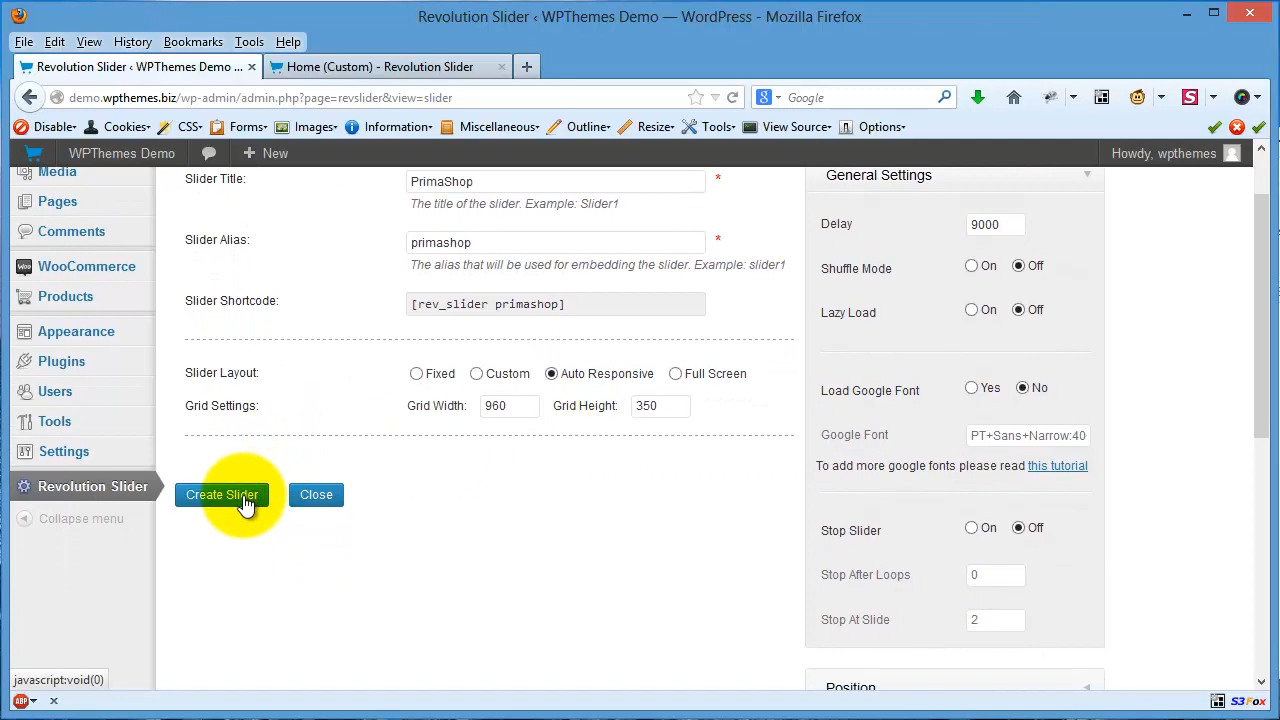 Revolution Slider ‹ WPThemes Demo — WordPress - Mozilla Firefox
File Edit View History Bookmarks Tools Help
Revolution Slider ‹ WPThemes Demo ... × Home (Custom) - Revolution Slider × +
demo.wpthemes.biz/wp-admin/admin.php?page=revslider&view=slider
Google
Disable Cookies CSS Forms Images Information Miscellaneous Outline Resize Tools View Source Options
WPThemes Demo + New Howdy, wpthemes
Media
Pages
Comments
WooCommerce
Products
Appearance
Plugins
Users
Tools
Settings
Revolution Slider
Collapse menu
Slider Title: PrimaShop *
The title of the slider. Example: Slider1
Slider Alias: primashop *
The alias that will be used for embedding the slider. Example: slider1
Slider Shortcode: [rev_slider primashop]
Slider Layout: Fixed Custom Auto Responsive Full Screen
Grid Settings: Grid Width: 960 Grid Height: 350
Create Slider Close
General Settings
Delay 9000
Shuffle Mode On Off
Lazy Load On Off
Load Google Font Yes No
Google Font PT+Sans+Narrow:40
To add more google fonts please read this tutorial
Stop Slider On Off
Stop After Loops 0
Stop At Slide 2
Position
javascript:void(0)
ABP × S3Fox